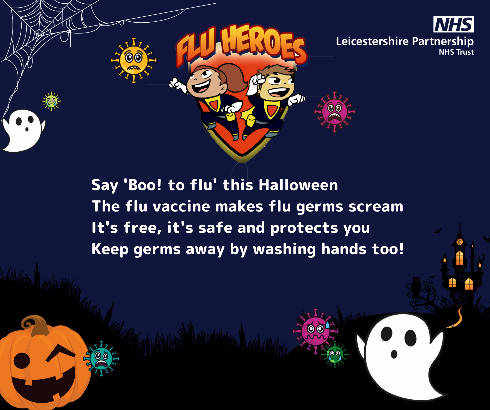 FLU HEROES
NHS
Leicestershire Partnership
NHS Trust
Say 'Boo! to flu' this Halloween
The flu vaccine makes flu germs scream
It's free, it's safe and protects you
Keep germs away by washing hands too!